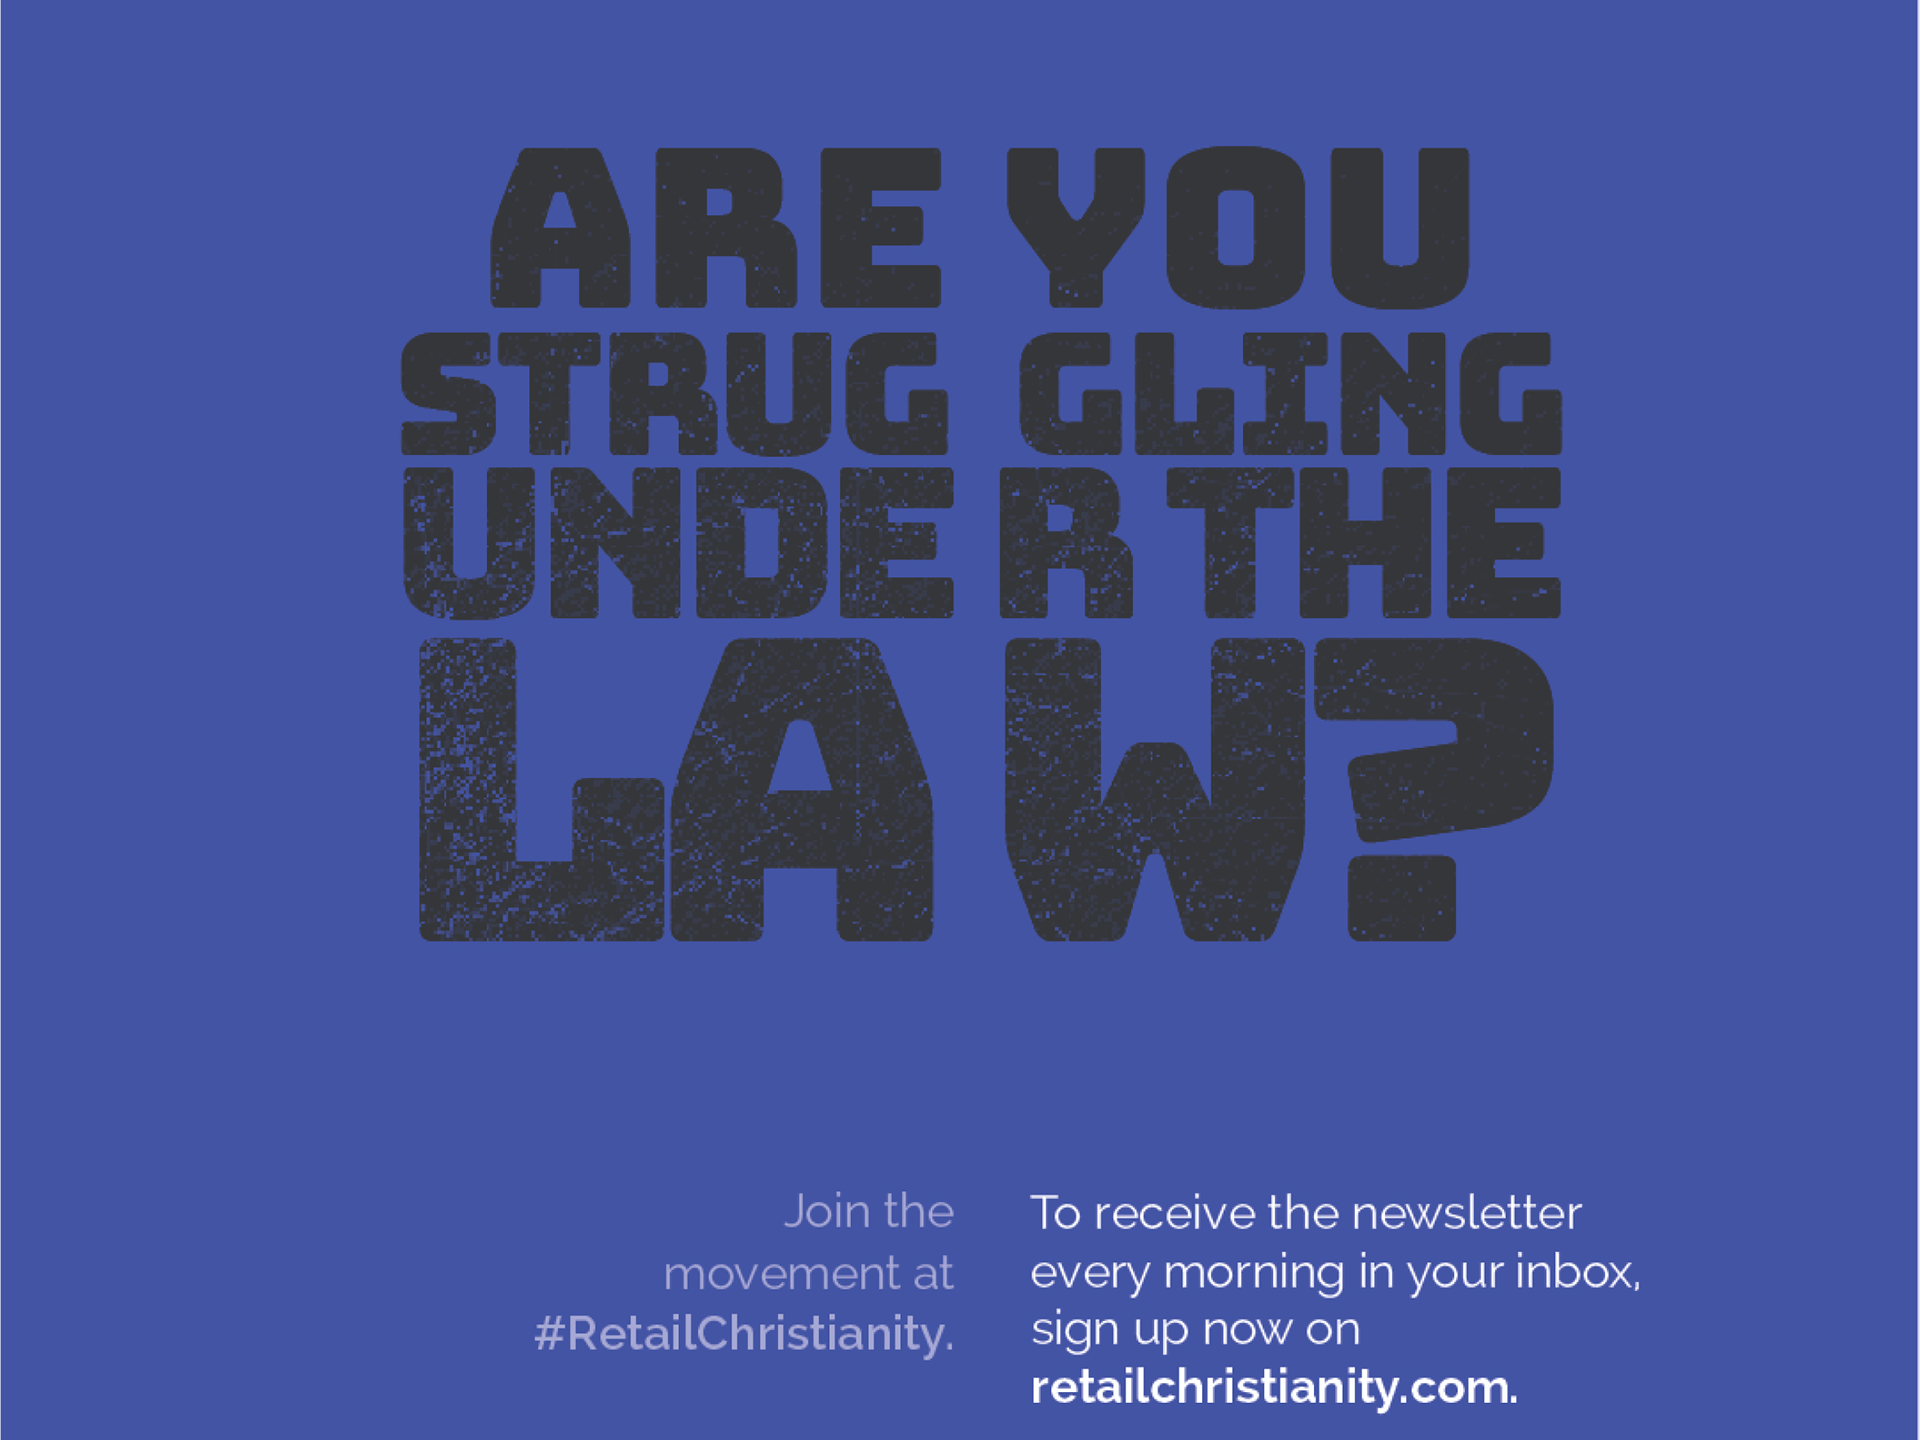 ARE YOU
STRUG GLING
UNDE R THE
LA W?
Join the
movement at
#RetailChristianity.
To receive the newsletter
every morning in your inbox,
sign up now on
retailchristianity.com.